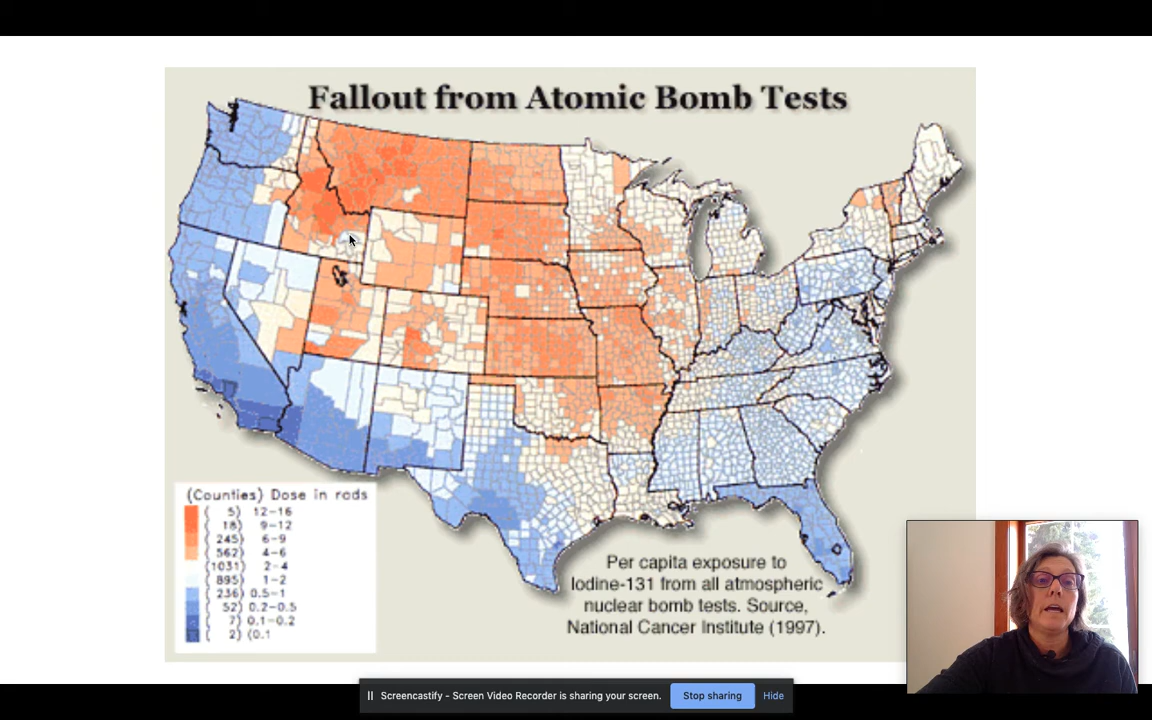 Fallout from Atomic Bomb Tests
(Counties) Dose in rads
( 5) 12-16
( 18) 9-12
( 245) 6-9
( 562) 4-6
(1031) 2-4
( 895) 1-2
( 236) 0.5-1
( 52) 0.2-0.5
( 7) 0.1-0.2
( 2) <0.1
Per capita exposure to
Iodine-131 from all atmospheric
nuclear bomb tests. Source,
National Cancer Institute (1997).
Screencastify - Screen Video Recorder is sharing your screen.
Stop sharing
Hide